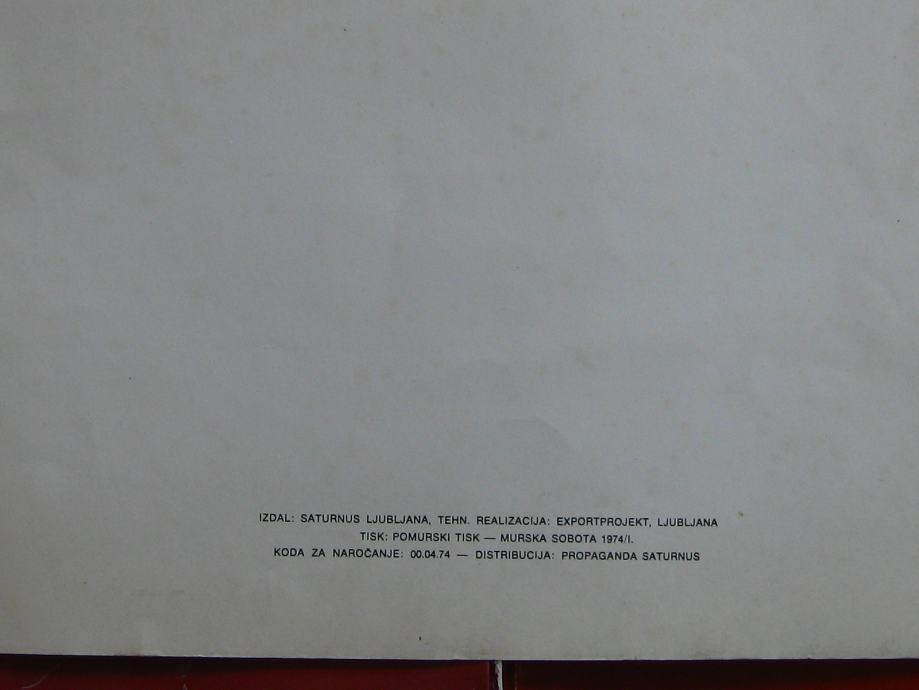 IZDAL: SATURNUS LJUBLJANA, TEHN. REALIZACIJA: EXPORTPROJEKT, LJUBLJANA
TISK: POMURSKI TISK — MURSKA SOBOTA 1974/I.
KODA ZA NAROČANJE: 00.04.74 — DISTRIBUCIJA: PROPAGANDA SATURNUS